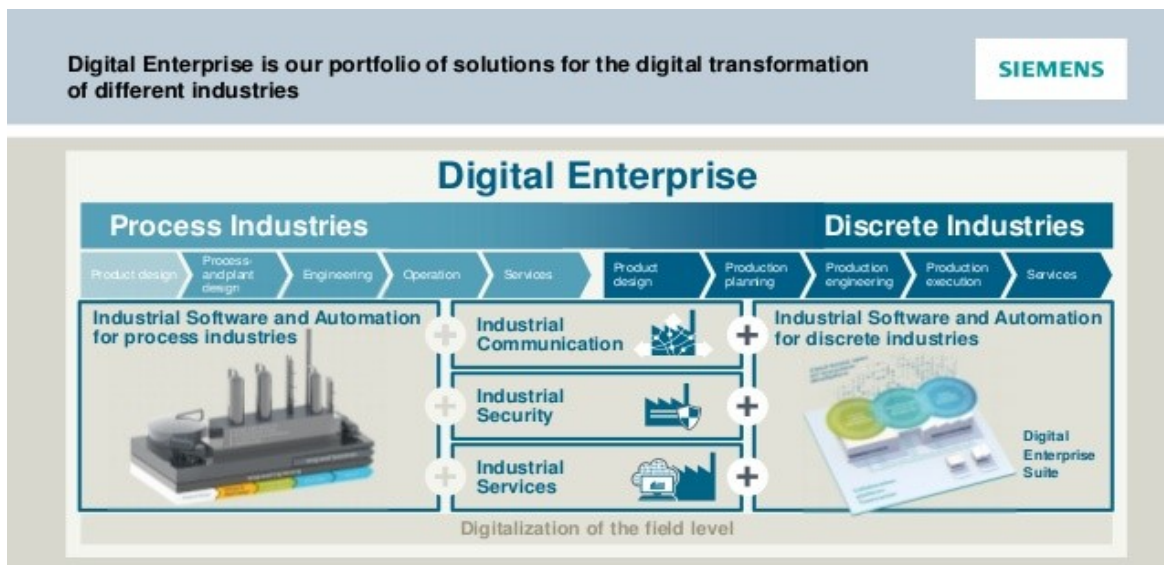 Digital Enterprise is our portfolio of solutions for the digital transformation
of different industries
SIEMENS
Digital Enterprise
Process Industries
Discrete Industries
Product design
Process-
and plant
design
Engineering
Operation
Services
Product
design
Production
planning
Production
engineering
Production
execution
Services
Industrial Software and Automation
for process industries
Industrial
Communication
Industrial
Security
Industrial
Services
Industrial Software and Automation
for discrete industries
Digital
Enterprise
Suite
Digitalization of the field level